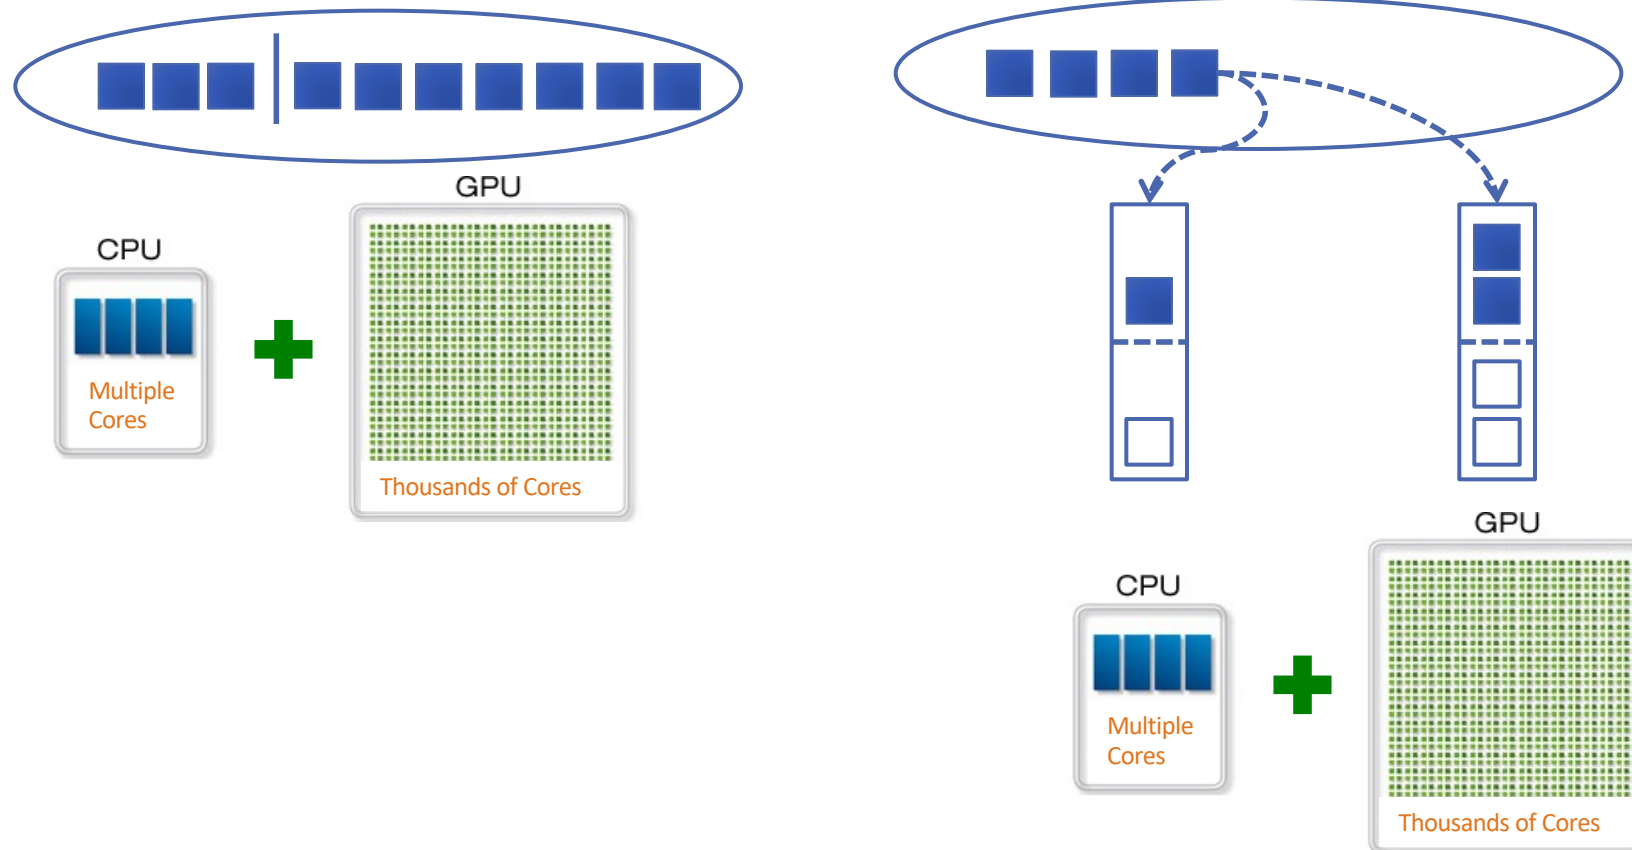 GPU
CPU
Multiple
Cores
Thousands of Cores
GPU
CPU
Multiple
Cores
Thousands of Cores